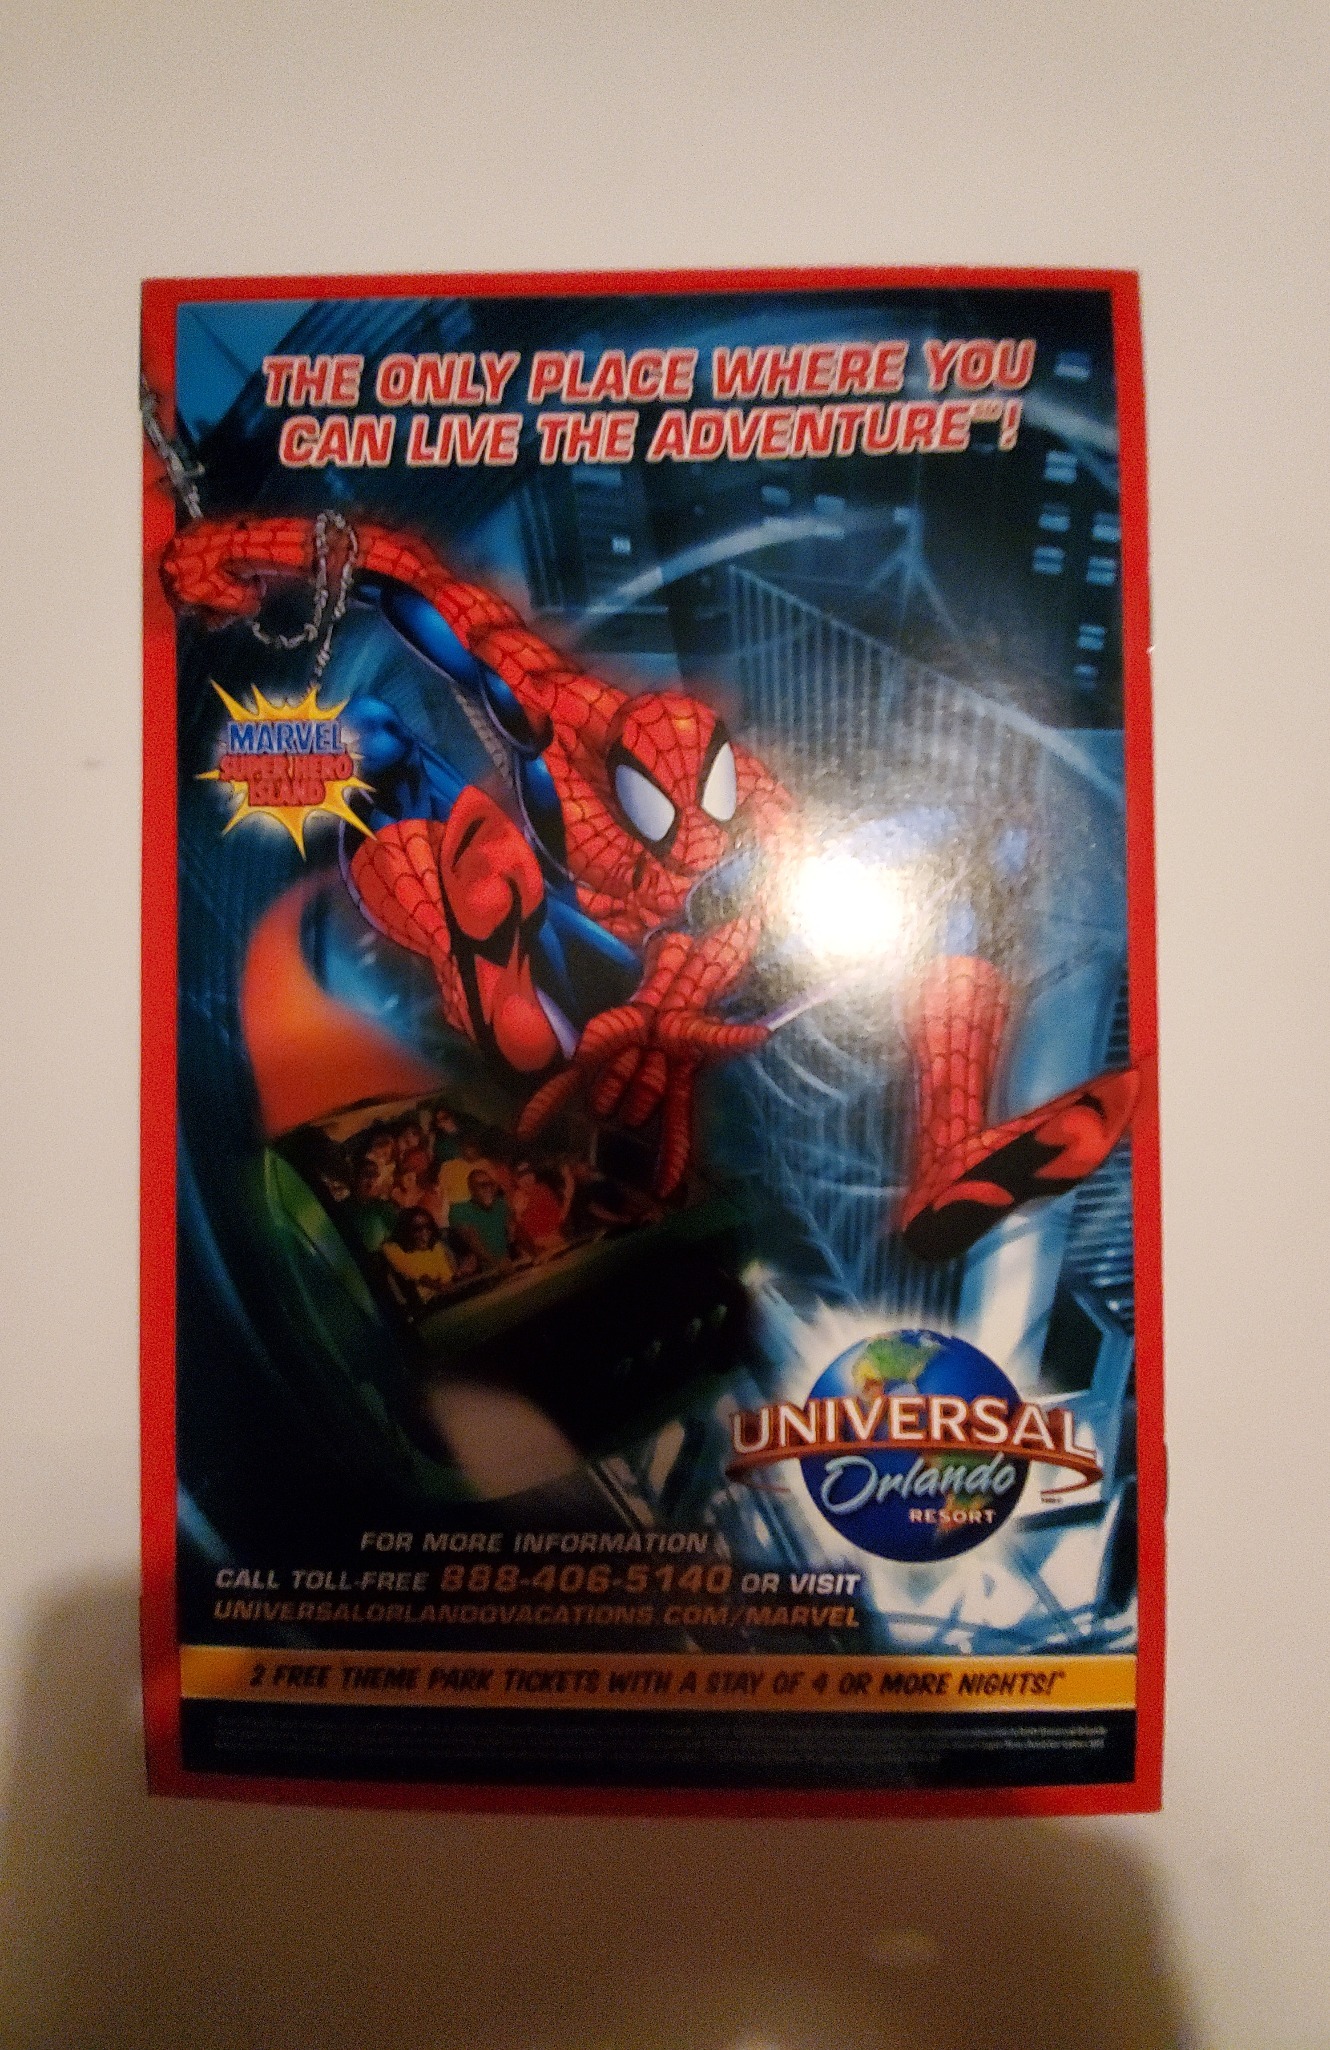 THE ONLY PLACE WHERE YOU
CAN LIVE THE ADVENTURE℠!
MARVEL
SUPER HERO
ISLAND
UNIVERSAL
Orlando
RESORT
FOR MORE INFORMATION
CALL TOLL-FREE 888-406-5140 OR VISIT
UNIVERSALORLANDOVACATIONS.COM/MARVEL
2 FREE THEME PARK TICKETS WITH A STAY OF 4 OR MORE NIGHTS!*